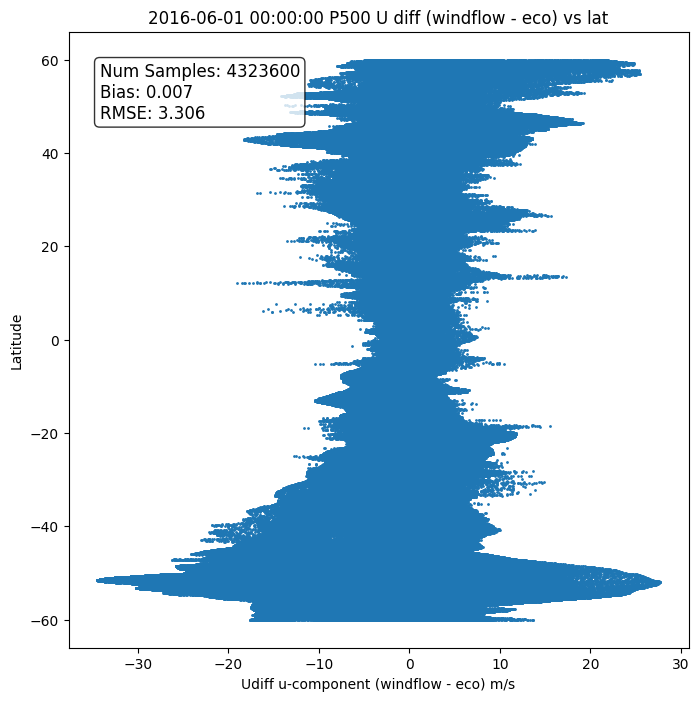 2016-06-01 00:00:00 P500 U diff (windflow - eco) vs lat
Num Samples: 4323600
Bias: 0.007
RMSE: 3.306
60
40
20
0
−20
−40
−60
Latitude
−30 −20 −10 0 10 20 30
Udiff u-component (windflow - eco) m/s